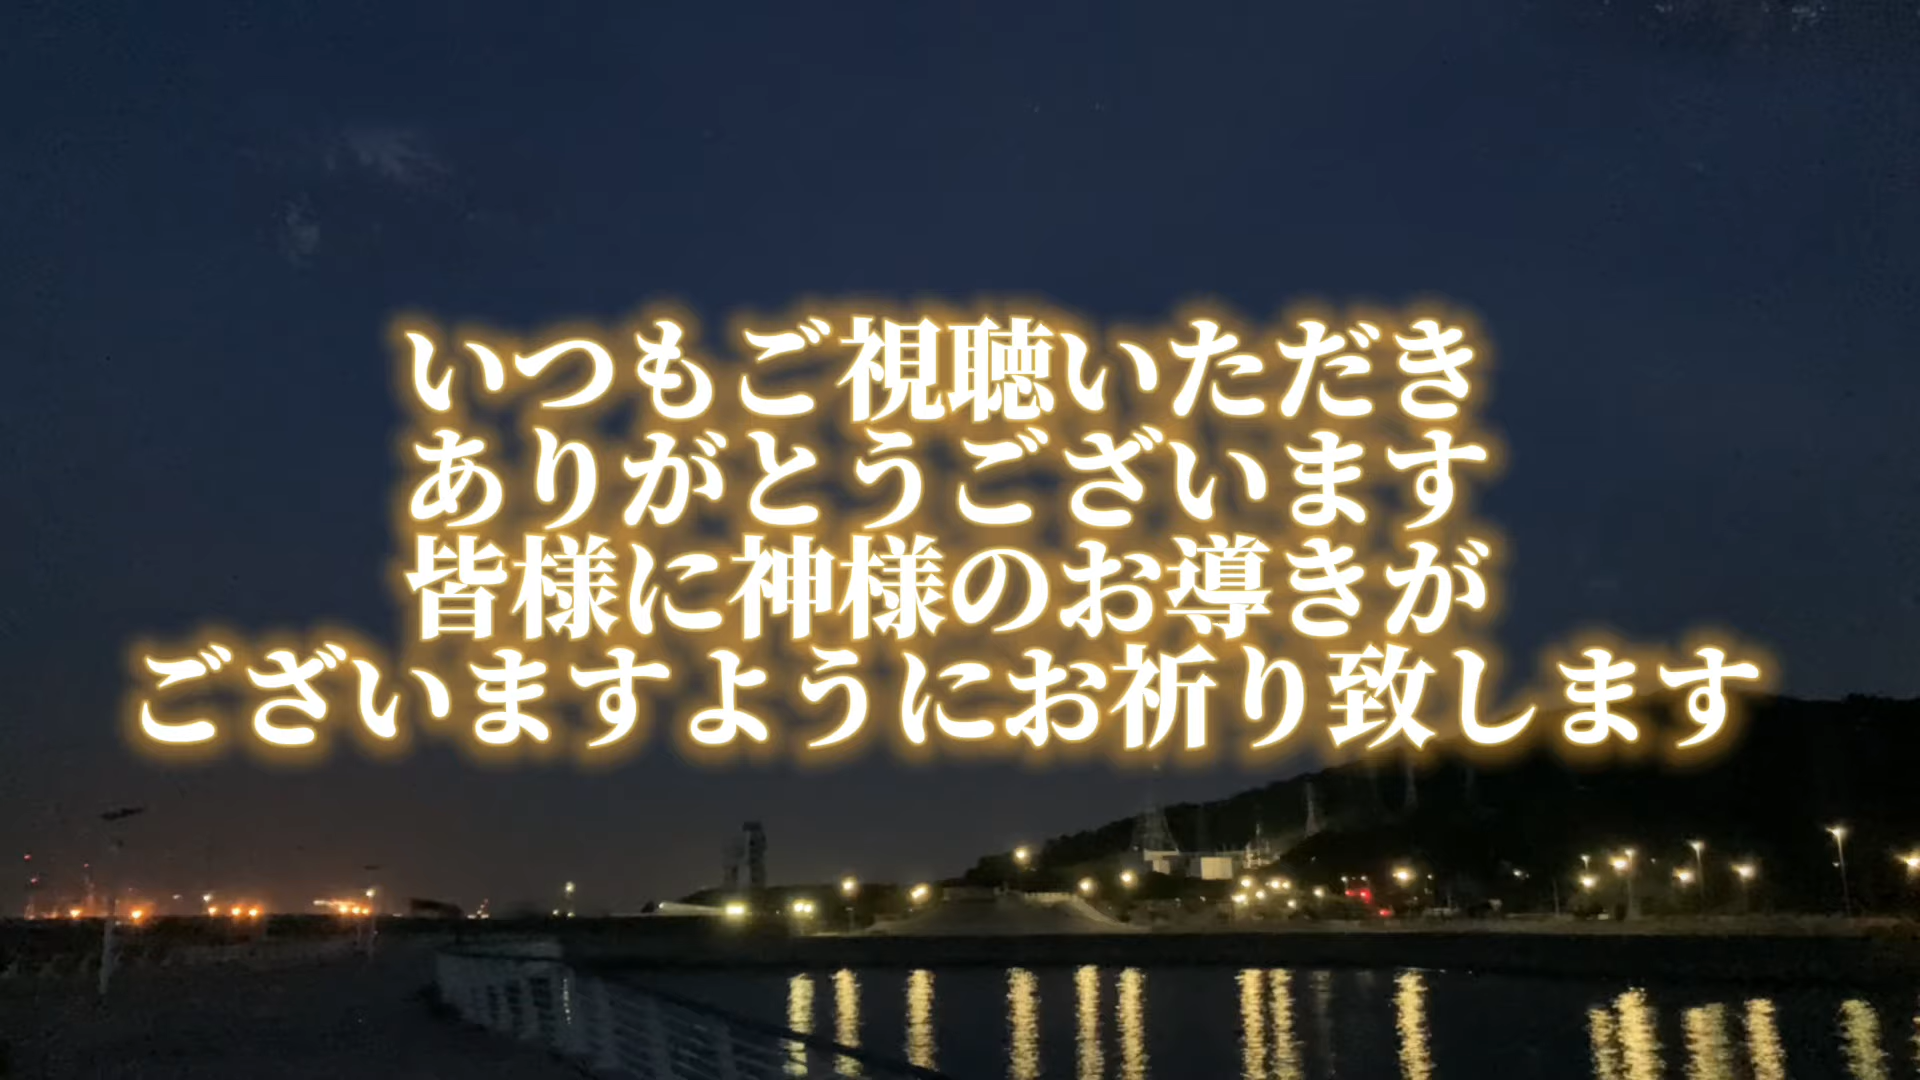 いつもご視聴いただき
ありがとうございます
皆様に神様のお導きが
ございますようにお祈り致します